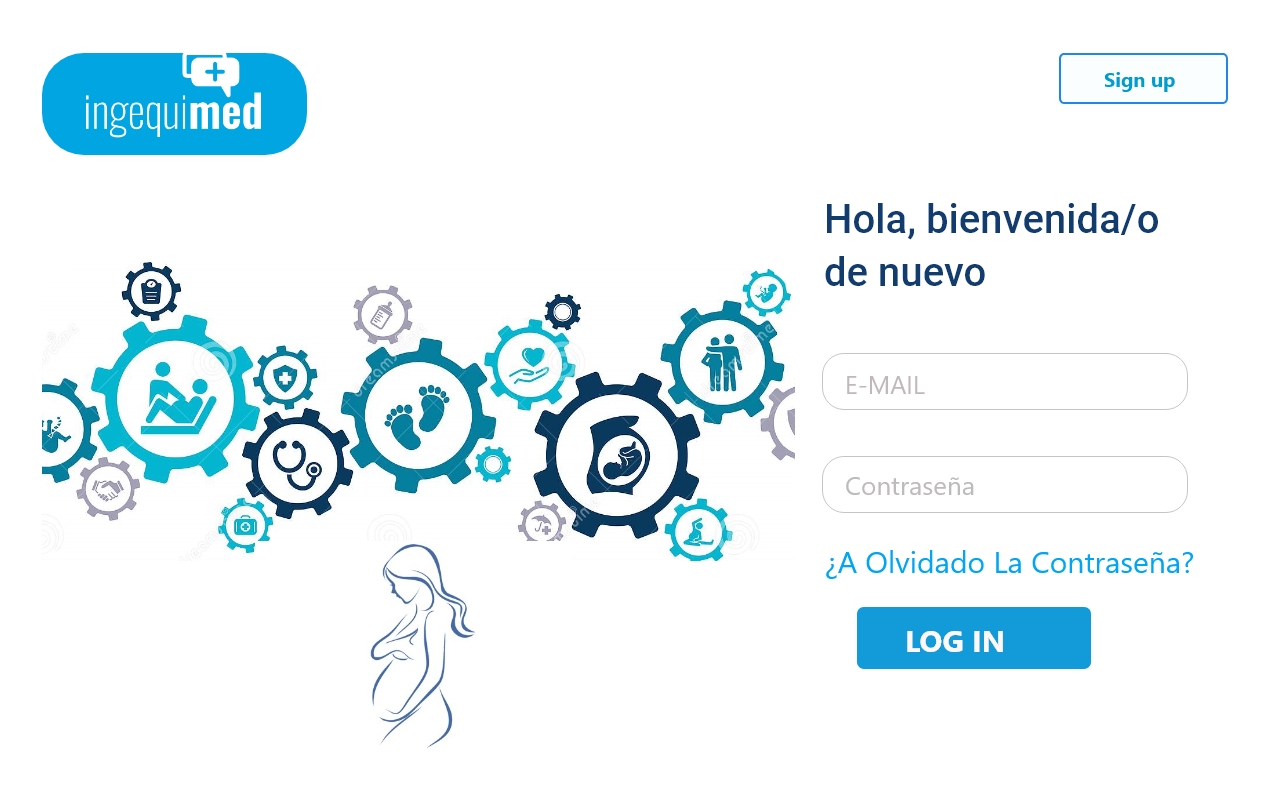 ingequimed
Sign up
Hola, bienvenida/o
de nuevo
E-MAIL
Contraseña
¿A Olvidado La Contraseña?
LOG IN